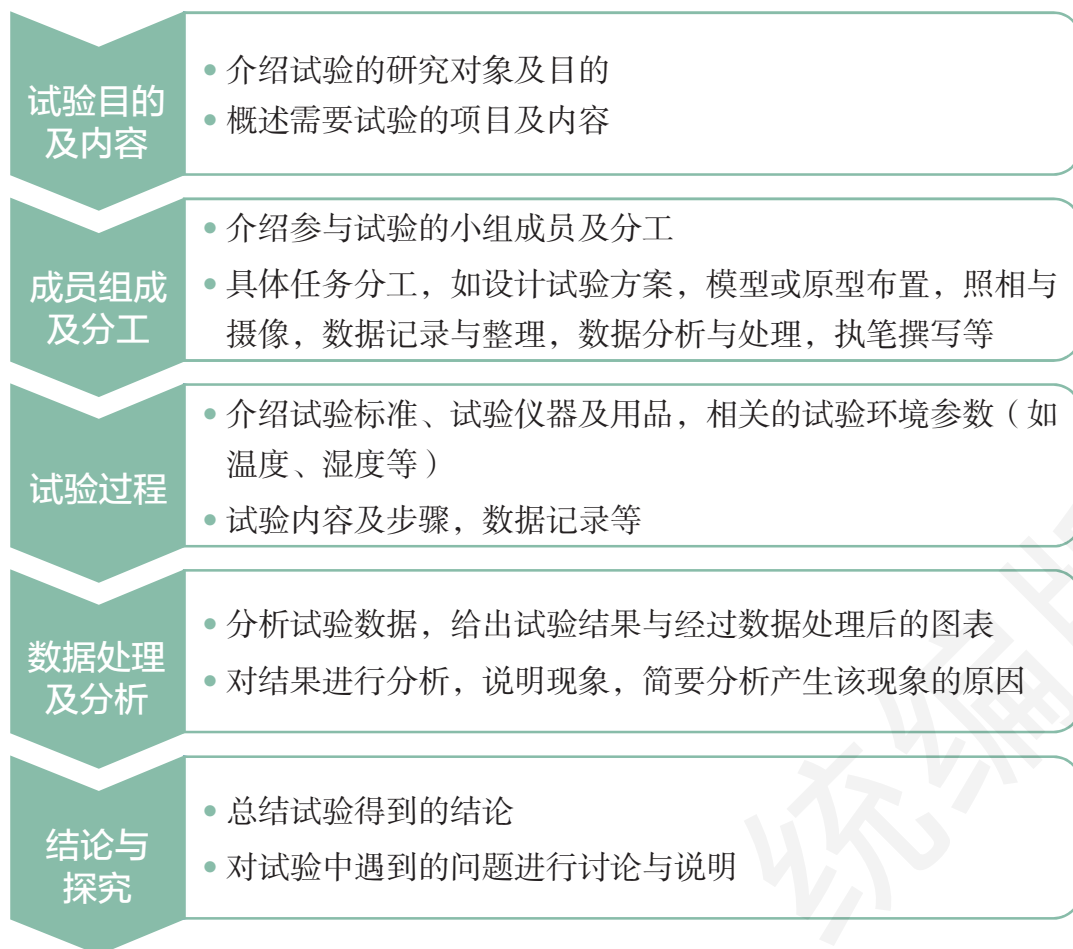 试验目的
及内容
• 介绍试验的研究对象及目的
• 概述需要试验的项目及内容
成员组成
及分工
• 介绍参与试验的小组成员及分工
• 具体任务分工，如设计试验方案，模型或原型布置，照相与
摄像，数据记录与整理，数据分析与处理，执笔撰写等
试验过程
• 介绍试验标准、试验仪器及用品，相关的试验环境参数（如
温度、湿度等）
• 试验内容及步骤，数据记录等
数据处理
及分析
• 分析试验数据，给出试验结果与经过数据处理后的图表
• 对结果进行分析，说明现象，简要分析产生该现象的原因
结论与
探究
• 总结试验得到的结论
• 对试验中遇到的问题进行讨论与说明
统编版